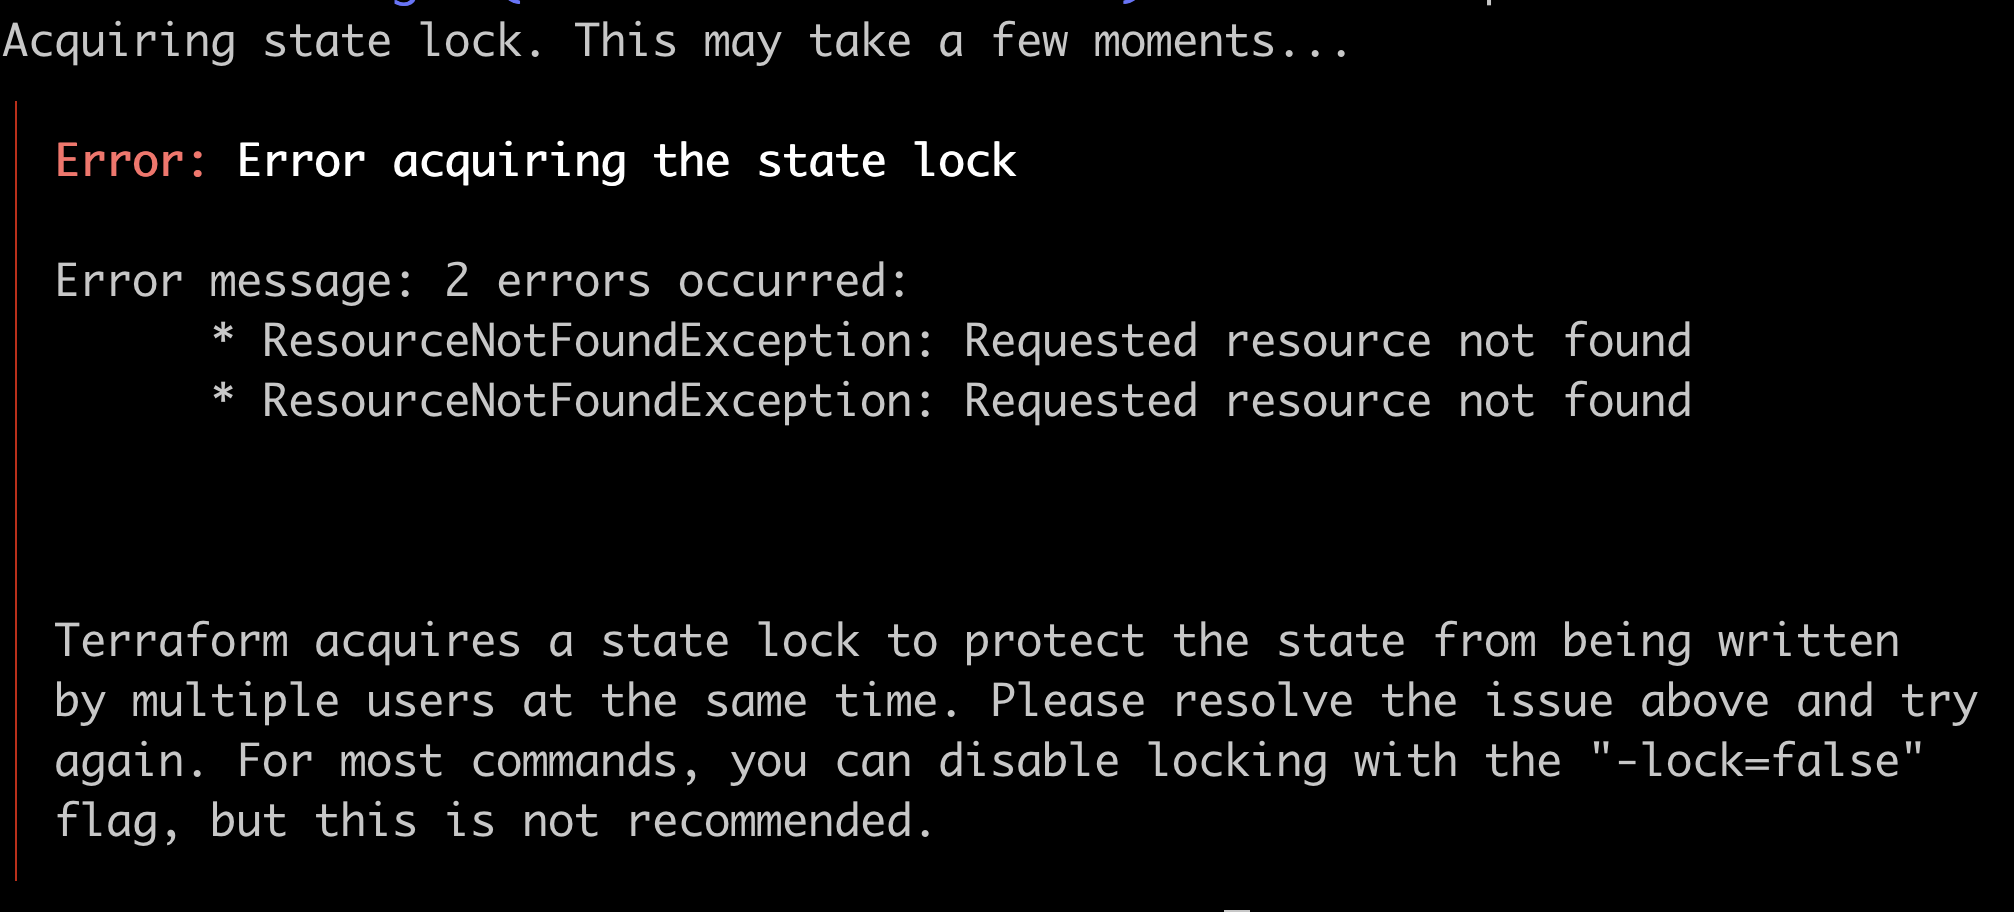 Acquiring state lock. This may take a few moments...
Error: Error acquiring the state lock
Error message: 2 errors occurred:
* ResourceNotFoundException: Requested resource not found
* ResourceNotFoundException: Requested resource not found
Terraform acquires a state lock to protect the state from being written
by multiple users at the same time. Please resolve the issue above and try
again. For most commands, you can disable locking with the "-lock=false"
flag, but this is not recommended.